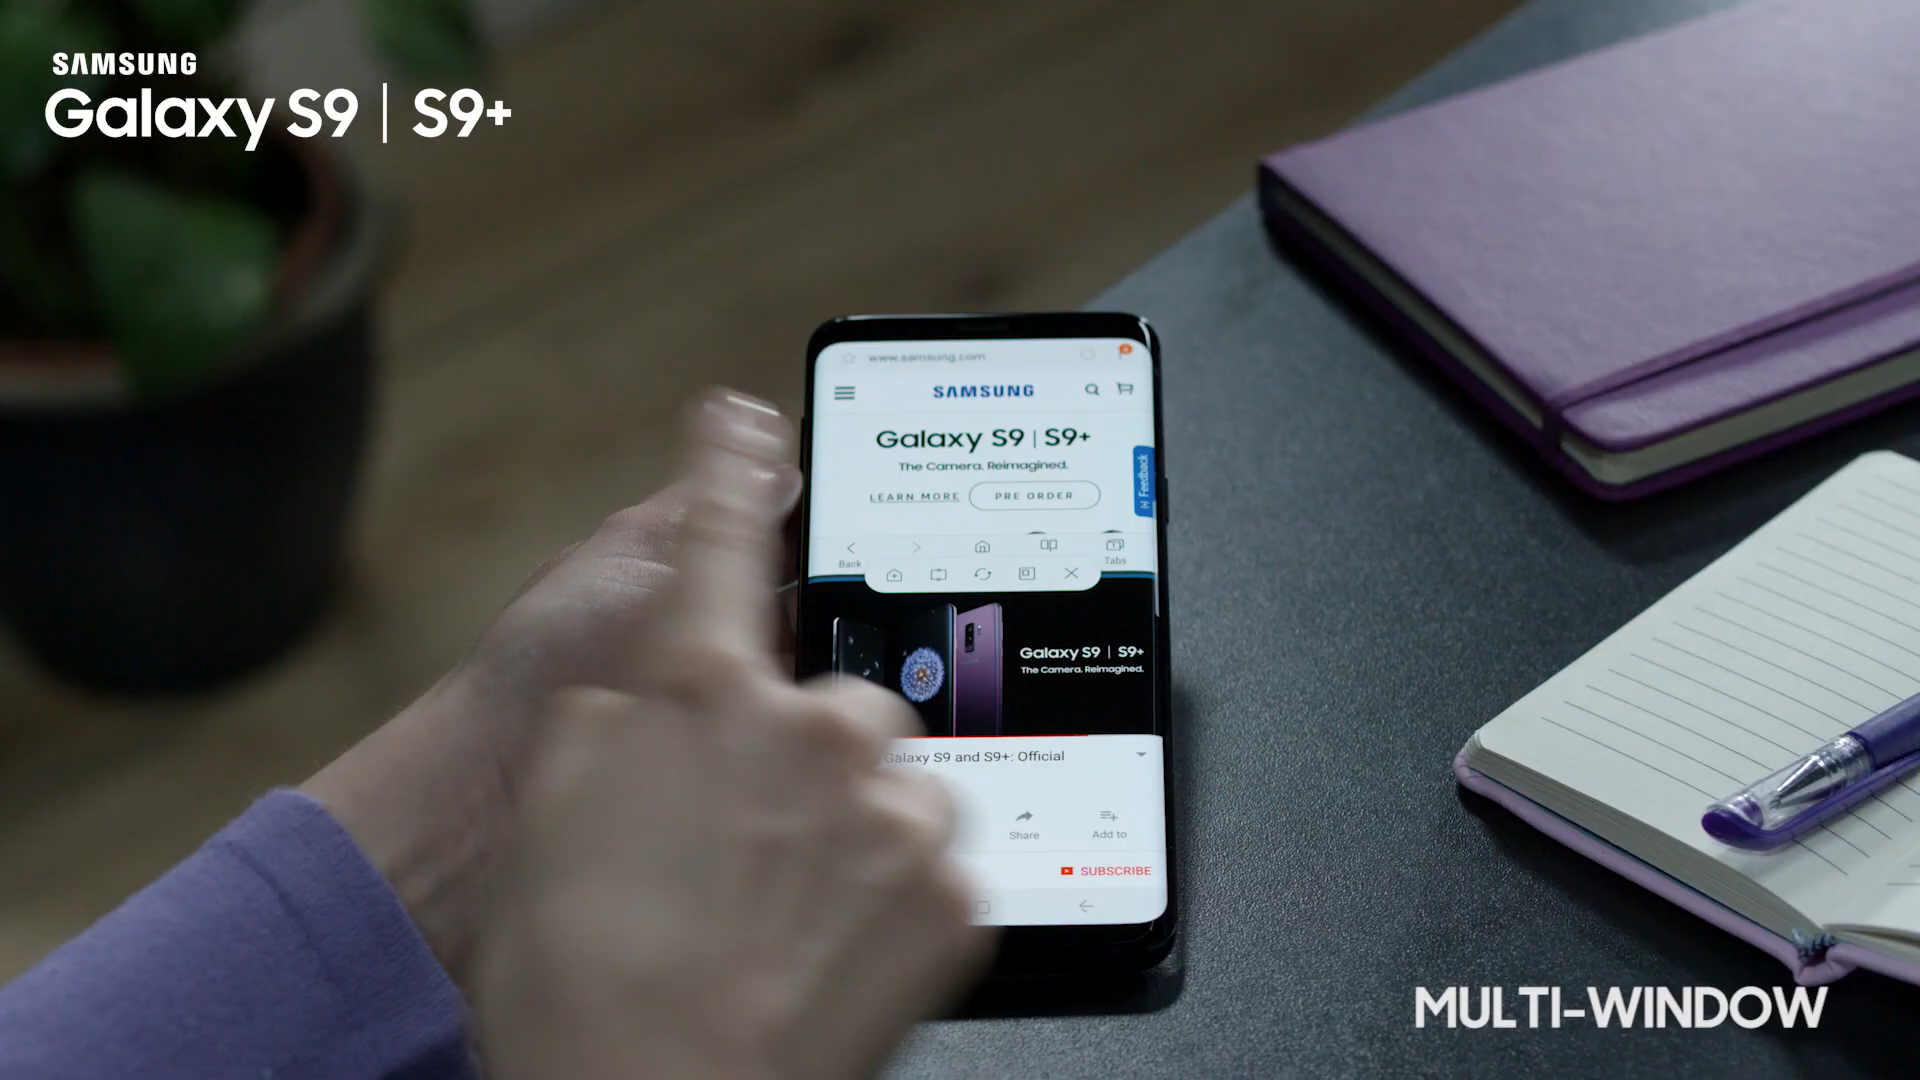 SAMSUNG
Galaxy S9 | S9+
www.samsung.com
SAMSUNG
Galaxy S9 | S9+
The Camera. Reimagined.
LEARN MORE
PRE ORDER
Feedback
Back
Tabs
Galaxy S9 | S9+
The Camera. Reimagined.
Galaxy S9 and S9+: Official
Share
Add to
SUBSCRIBE
MULTI-WINDOW